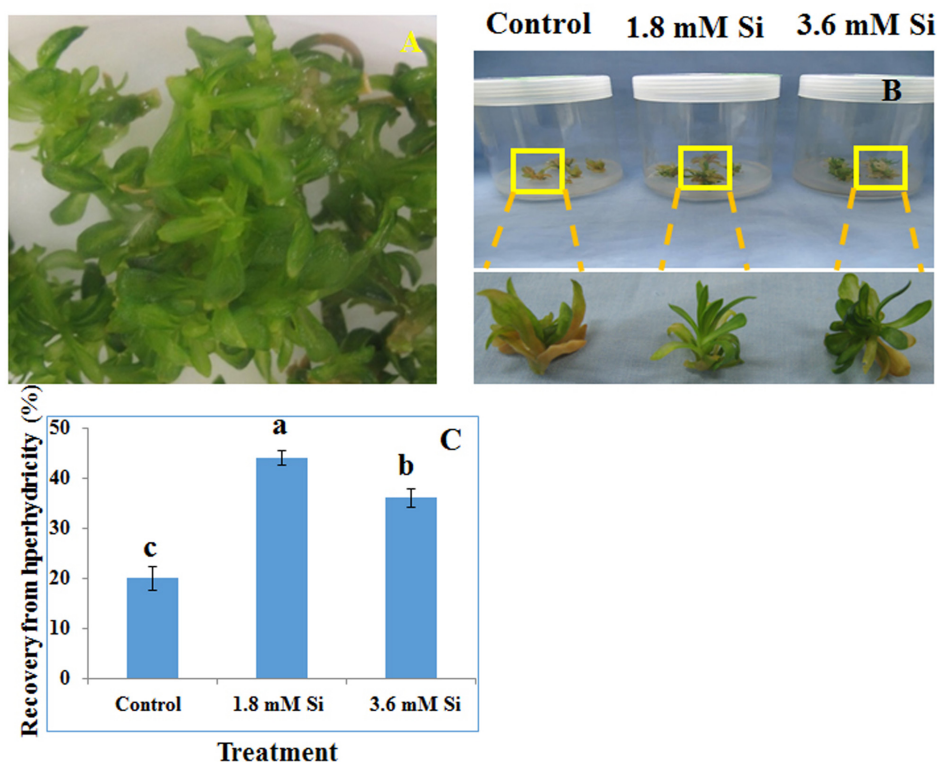 Control 1.8 mM Si 3.6 mM Si
A
B
Recovery from hperhydricity (%)
50
40
30
20
10
0
c
a
b
C
Control 1.8 mM Si 3.6 mM Si
Treatment